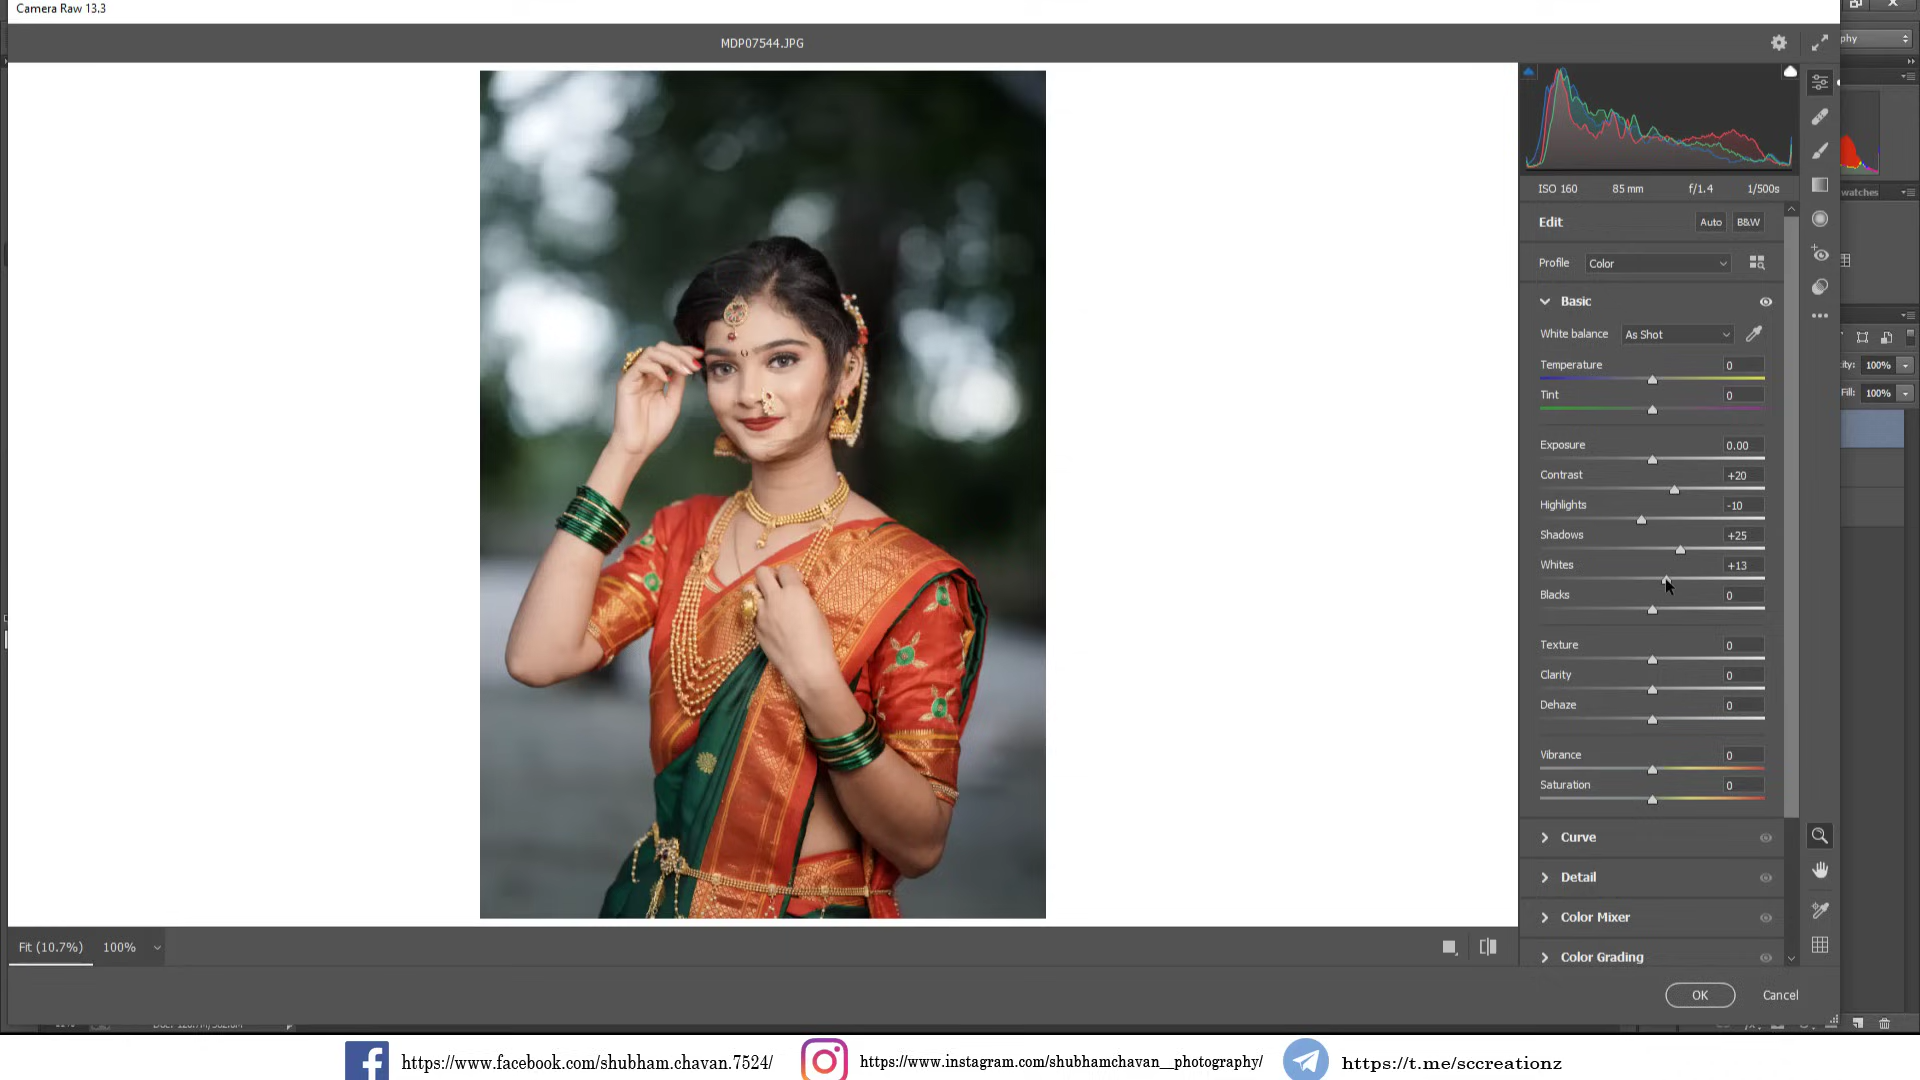 Camera Raw 13.3
MDP07544.JPG
phy
ISO 160 85 mm f/1.4 1/500s
watches
Edit Auto B&W
Profile Color
Basic
White balance As Shot
Temperature 0
Tint 0
ity: 100%
Fill: 100%
Exposure 0.00
Contrast +20
Highlights -10
Shadows +25
Whites +13
Blacks 0
Texture 0
Clarity 0
Dehaze 0
Vibrance 0
Saturation 0
Curve
Detail
Color Mixer
Color Grading
Fit (10.7%) 100%
OK Cancel
https://www.facebook.com/shubham.chavan.7524/ https://www.instagram.com/shubhamchavan__photography/ https://t.me/sccreationz